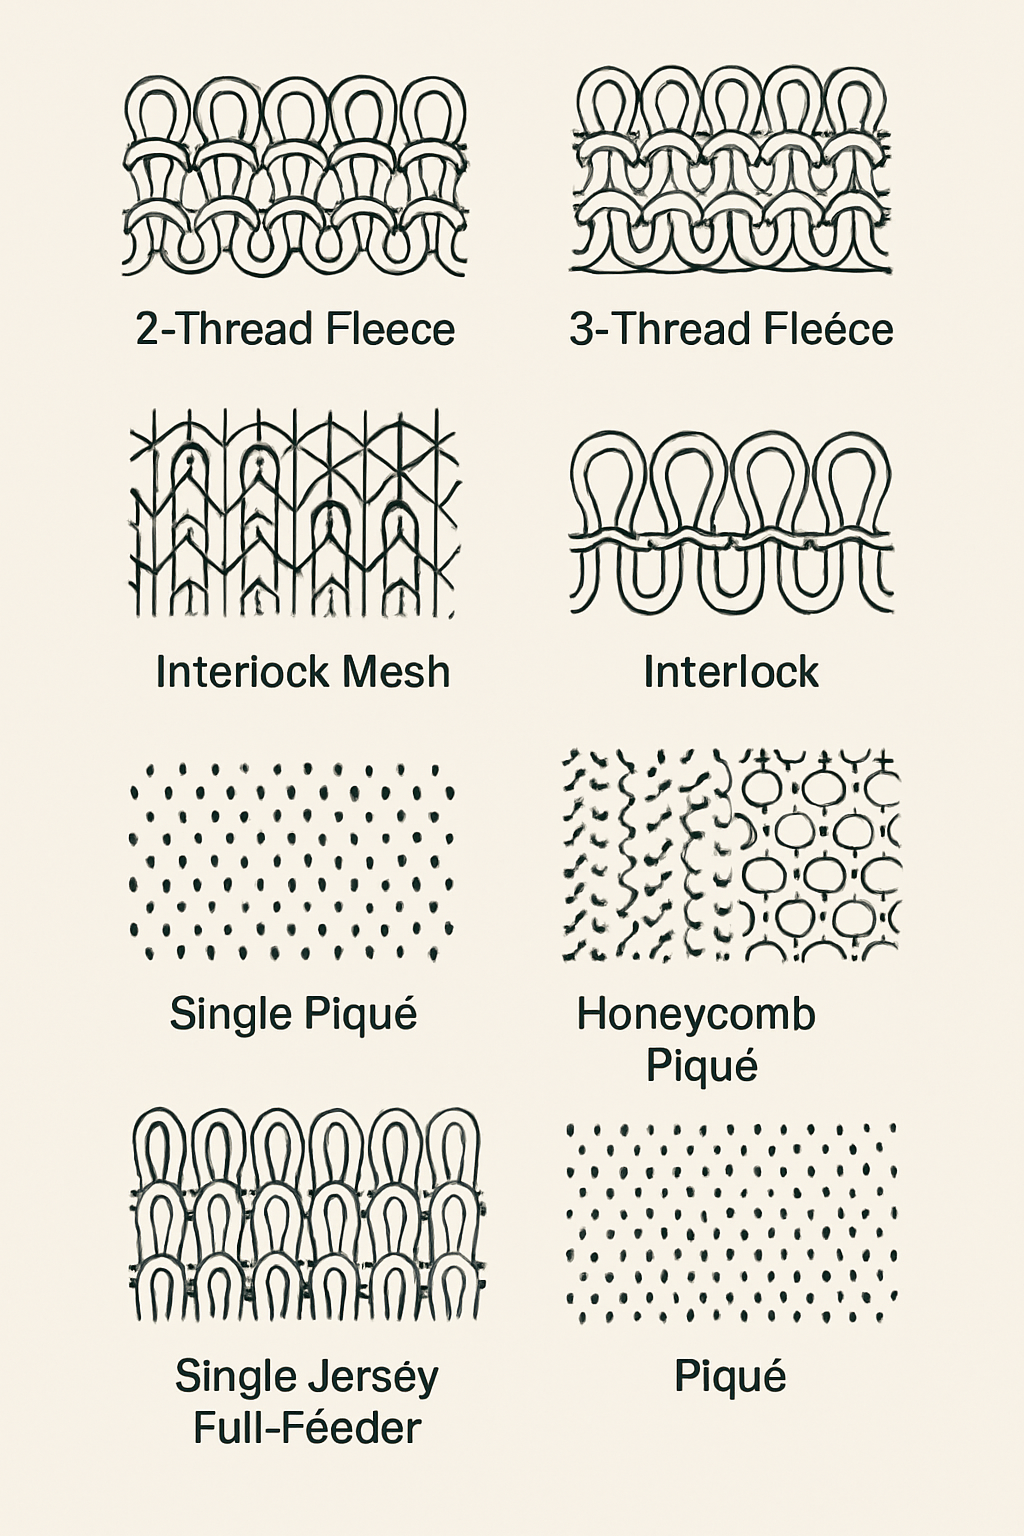 2-Thread Fleece
3-Thread Fleéce
Interiock Mesh
Interlock
Single Piqué
Honeycomb
Piqué
Single Jerséy
Full-Féeder
Piqué